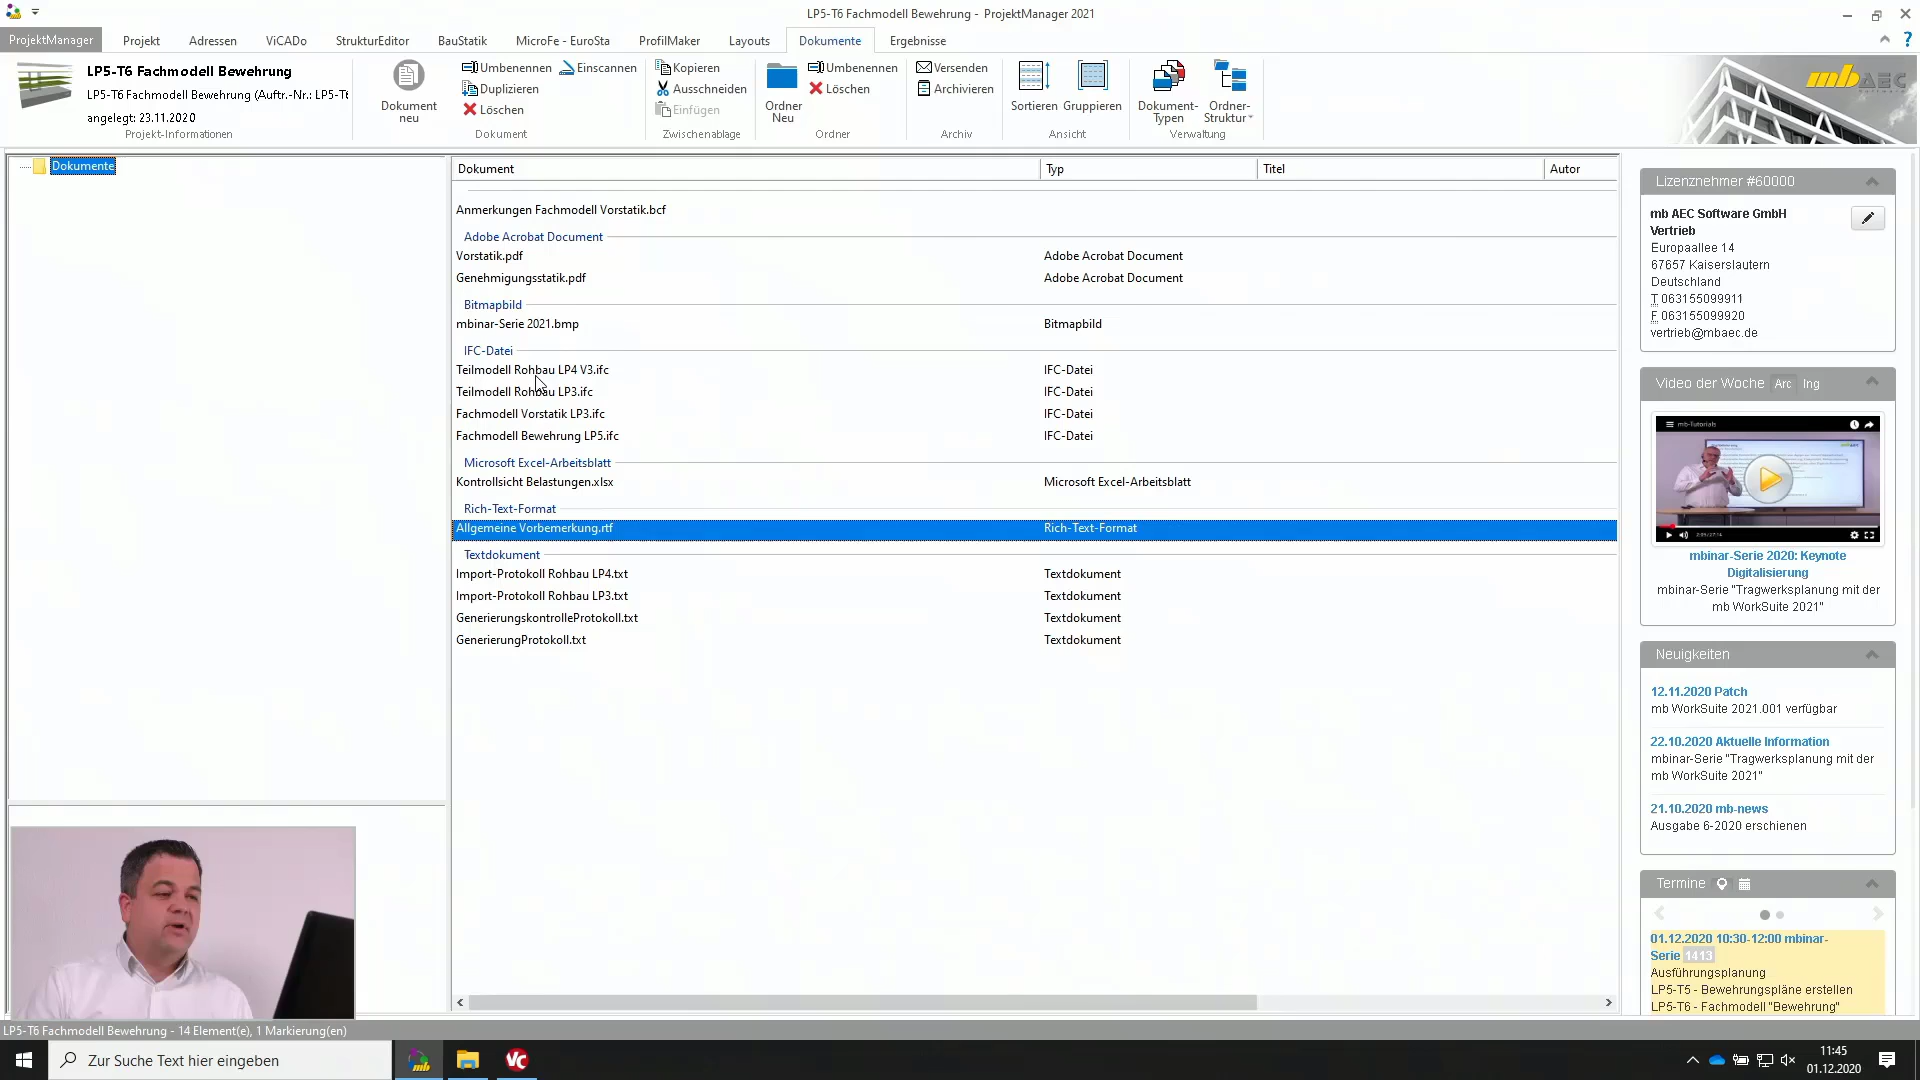 LP5-T6 Fachmodell Bewehrung - ProjektManager 2021
ProjektManager
Projekt
Adressen
ViCADo
StrukturEditor
BauStatik
MicroFe - EuroSta
ProfilMaker
Layouts
Dokumente
Ergebnisse
?
LP5-T6 Fachmodell Bewehrung
LP5-T6 Fachmodell Bewehrung (Auftr.-Nr.: LP5-T6
angelegt: 23.11.2020
Projekt-Informationen
Dokument
neu
Umbenennen
Einscannen
Duplizieren
Löschen
Dokument
Kopieren
Ausschneiden
Einfügen
Zwischenablage
Ordner
Neu
Umbenennen
Löschen
Ordner
Versenden
Archivieren
Archiv
Sortieren
Gruppieren
Ansicht
Dokument-
Typen
Ordner-
Struktur
Verwaltung
mb AEC
Software
Dokumente
Dokument
Typ
Titel
Autor
Anmerkungen Fachmodell Vorstatik.bcf
Adobe Acrobat Document
Vorstatik.pdf
Adobe Acrobat Document
Genehmigungsstatik.pdf
Adobe Acrobat Document
Bitmapbild
mbinar-Serie 2021.bmp
Bitmapbild
IFC-Datei
Teilmodell Rohbau LP4 V3.ifc
IFC-Datei
Teilmodell Rohbau LP3.ifc
IFC-Datei
Fachmodell Vorstatik LP3.ifc
IFC-Datei
Fachmodell Bewehrung LP5.ifc
IFC-Datei
Microsoft Excel-Arbeitsblatt
Kontrollsicht Belastungen.xlsx
Microsoft Excel-Arbeitsblatt
Rich-Text-Format
Allgemeine Vorbemerkung.rtf
Rich-Text-Format
Textdokument
Import-Protokoll Rohbau LP4.txt
Textdokument
Import-Protokoll Rohbau LP3.txt
Textdokument
GenerierungskontrolleProtokoll.txt
Textdokument
GenerierungProtokoll.txt
Textdokument
Lizenznehmer #60000
mb AEC Software GmbH
Vertrieb
Europaallee 14
67657 Kaiserslautern
Deutschland
T 063155099911
F 063155099920
vertrieb@mbaec.de
Video der Woche Arc Ing
mb-Tutorials
mbinar-Serie 2020: Keynote
Digitalisierung
mbinar-Serie "Tragwerksplanung mit der
mb WorkSuite 2021"
Neuigkeiten
12.11.2020 Patch
mb WorkSuite 2021.001 verfügbar
22.10.2020 Aktuelle Information
mbinar-Serie "Tragwerksplanung mit der
mb WorkSuite 2021"
21.10.2020 mb-news
Ausgabe 6-2020 erschienen
Termine
01.12.2020 10:30-12:00 mbinar-
Serie 1413
Ausführungsplanung
LP5-T5 - Bewehrungspläne erstellen
LP5-T6 - Fachmodell "Bewehrung"
LP5-T6 Fachmodell Bewehrung - 14 Element(e), 1 Markierung(en)
Zur Suche Text hier eingeben
mb
VC
11:45
01.12.2020